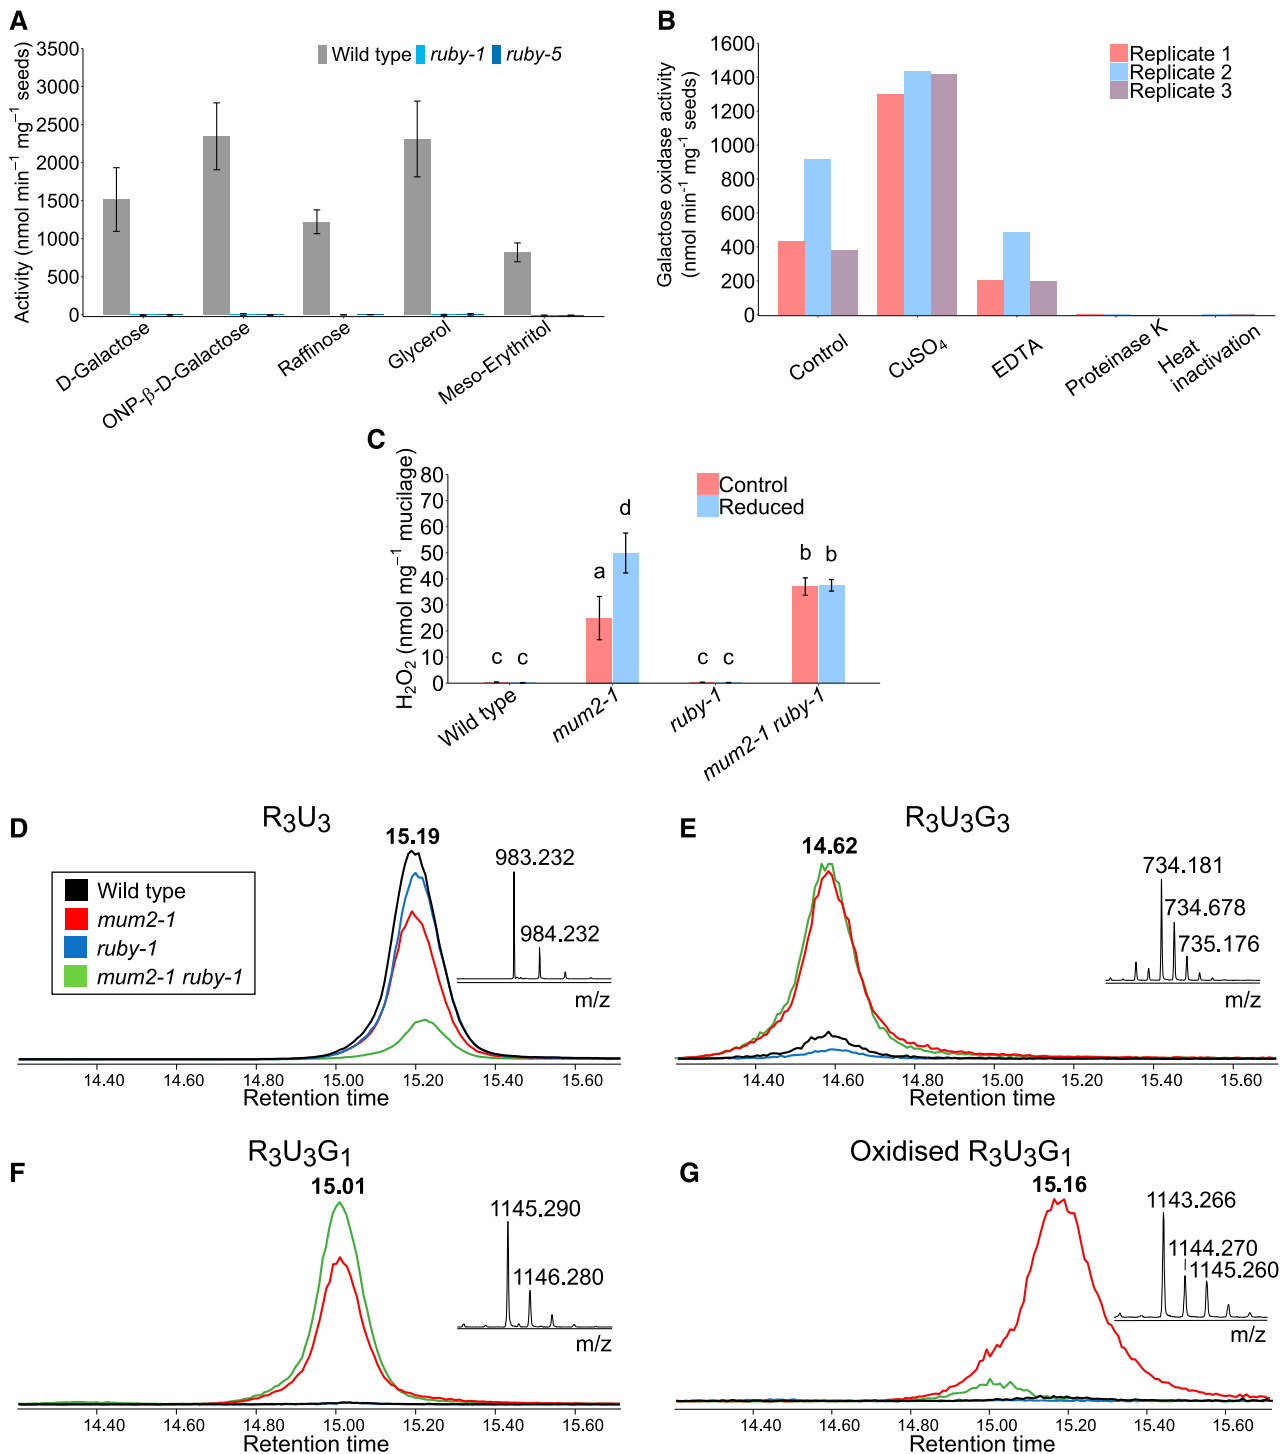 A
Activity (nmol min−1 mg−1 seeds)
3500
3000
2500
2000
1500
1000
500
0
Wild type
ruby-1
ruby-5
D-Galactose
ONP-β-D-Galactose
Raffinose
Glycerol
Meso-Erythritol
B
Galactose oxidase activity
(nmol min-1 mg-1 seeds)
1600
1400
1200
1000
800
600
400
200
0
Replicate 1
Replicate 2
Replicate 3
Control
CuSO4
EDTA
Proteinase K
Heat
inactivation
C
H2O2 (nmol mg−1 mucilage)
80
70
60
50
40
30
20
10
0
Control
Reduced
c c
a
d
c c
b b
Wild type
mum2-1
ruby-1
mum2-1 ruby-1
D
R3U3
15.19
Wild type
mum2-1
ruby-1
mum2-1 ruby-1
983.232
984.232
m/z
14.40 14.60 14.80 15.00 15.20 15.40 15.60
Retention time
E
R3U3G3
14.62
734.181
734.678
735.176
m/z
14.40 14.60 14.80 15.00 15.20 15.40 15.60
Retention time
F
R3U3G1
15.01
1145.290
1146.280
m/z
14.40 14.60 14.80 15.00 15.20 15.40 15.60
Retention time
G
Oxidised R3U3G1
15.16
1143.266
1144.270
1145.260
m/z
14.40 14.60 14.80 15.00 15.20 15.40 15.60
Retention time